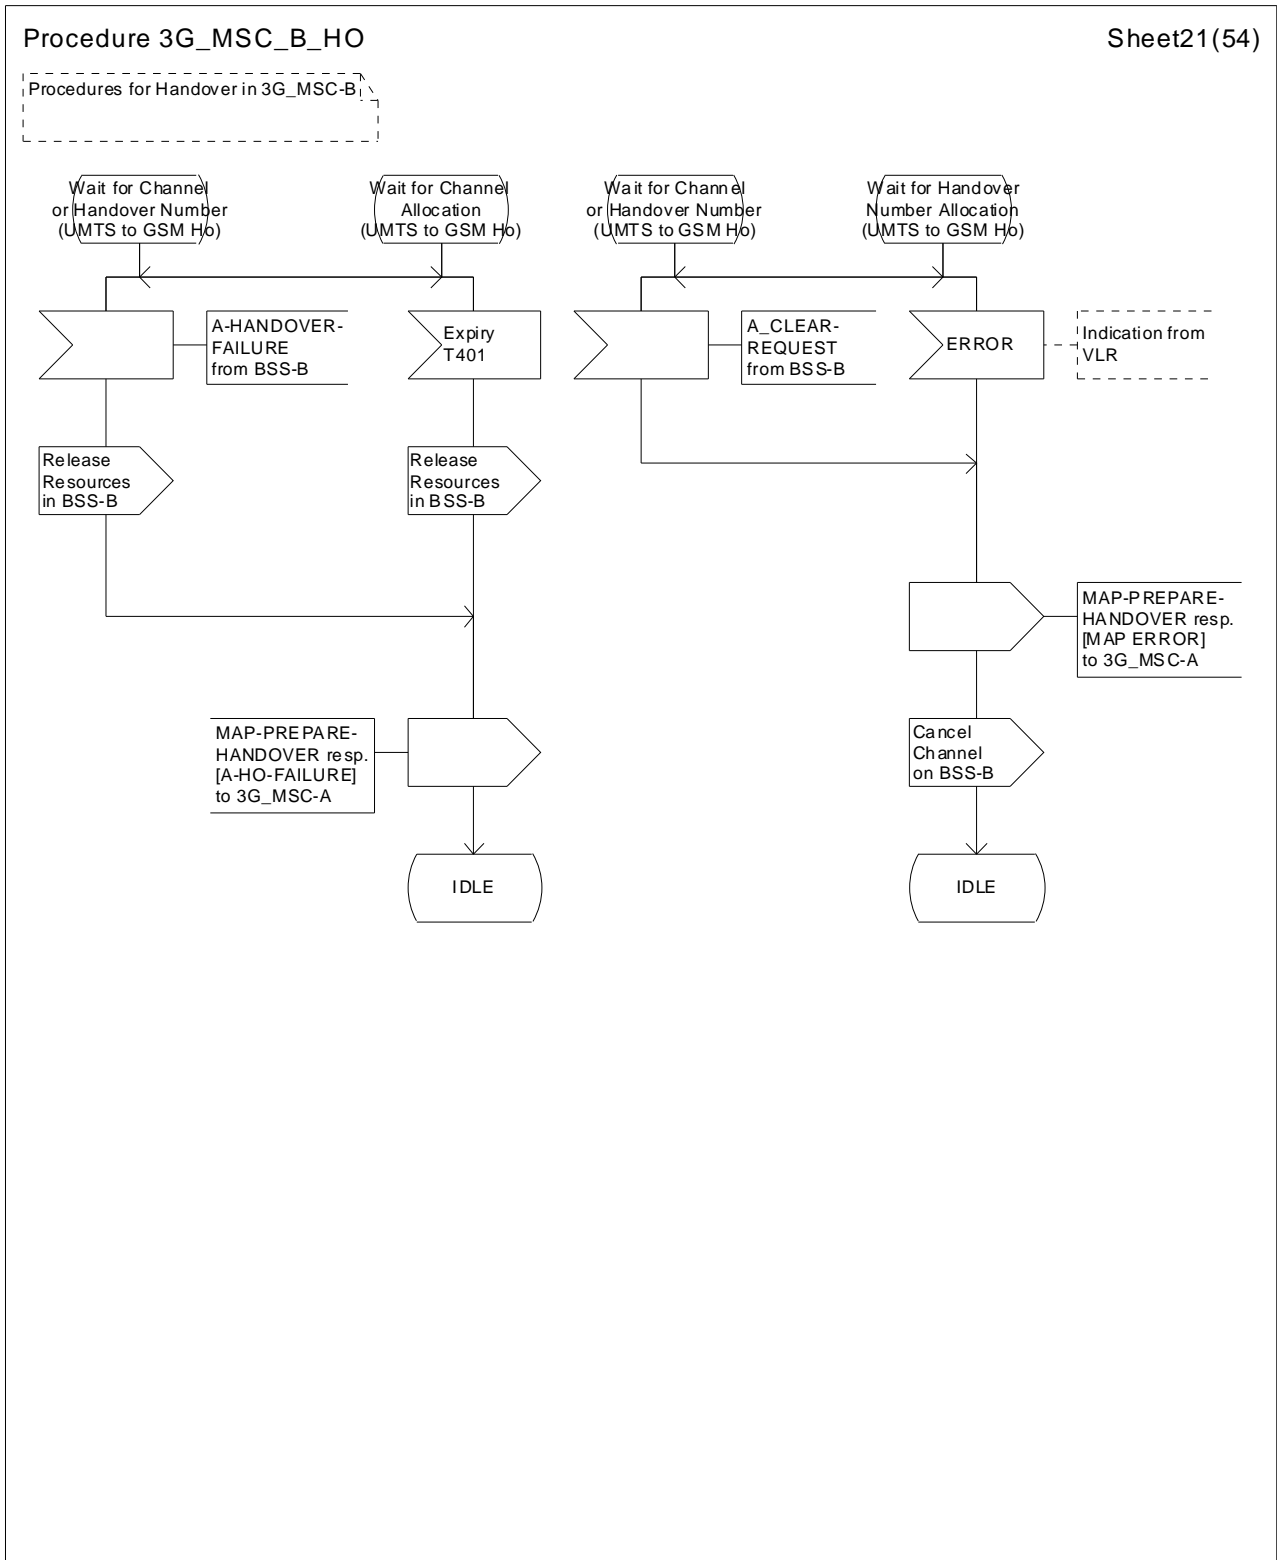 Procedure 3G_MSC_B_HO
Sheet21(54)
Procedures for Handover in 3G_MSC-B
Wait for Channel
or Handover Number
(UMTS to GSM Ho)
Wait for Channel
Allocation
(UMTS to GSM Ho)
Wait for Channel
or Handover Number
(UMTS to GSM Ho)
Wait for Handover
Number Allocation
(UMTS to GSM Ho)
A-HANDOVER-
FAILURE
from BSS-B
Expiry
T401
A_CLEAR-
REQUEST
from BSS-B
ERROR
Indication from
VLR
Release
Resources
in BSS-B
Release
Resources
in BSS-B
MAP-PREPARE-
HANDOVER resp.
[MAP ERROR]
to 3G_MSC-A
MAP-PREPARE-
HANDOVER resp.
[A-HO-FAILURE]
to 3G_MSC-A
Cancel
Channel
on BSS-B
IDLE
IDLE